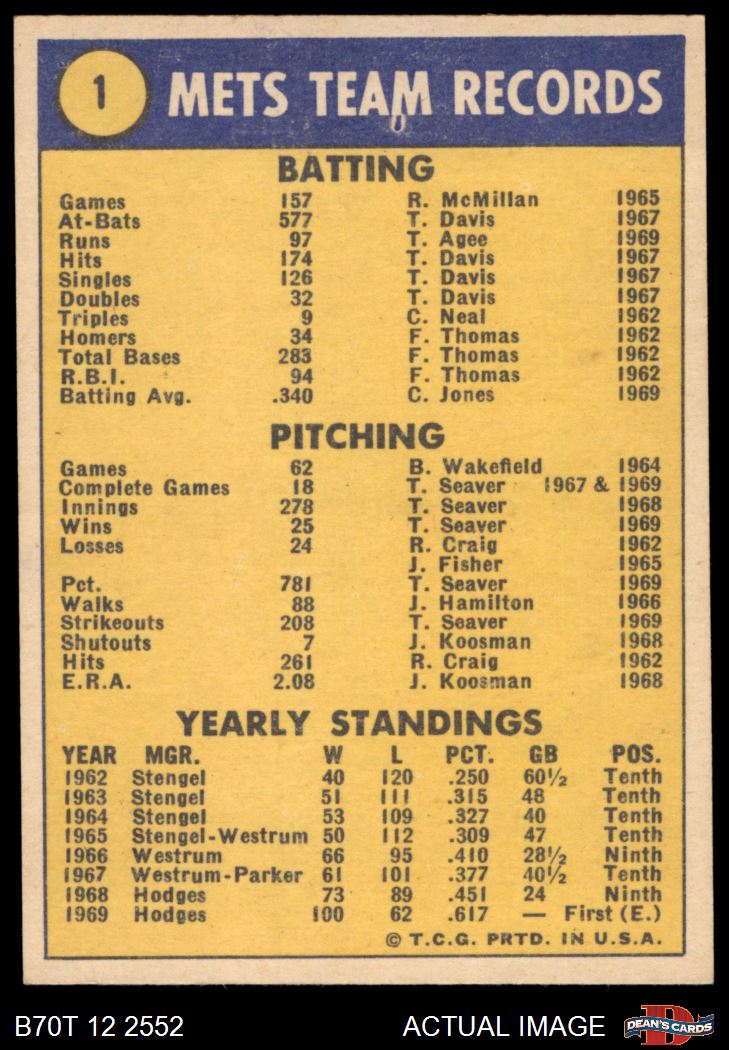 1 METS TEAM RECORDS
BATTING
Games 157 R. McMillan 1965
At-Bats 577 T. Davis 1967
Runs 97 T. Agee 1969
Hits 174 T. Davis 1967
Singles 126 T. Davis 1967
Doubles 32 T. Davis 1967
Triples 9 C. Neal 1962
Homers 34 F. Thomas 1962
Total Bases 283 F. Thomas 1962
R.B.I. 94 F. Thomas 1962
Batting Avg. .340 C. Jones 1969
PITCHING
Games 62 B. Wakefield 1964
Complete Games 18 T. Seaver 1967 & 1969
Innings 278 T. Seaver 1968
Wins 25 T. Seaver 1969
Losses 24 R. Craig 1962
J. Fisher 1965
Pct. 781 T. Seaver 1969
Walks 88 J. Hamilton 1966
Strikeouts 208 T. Seaver 1969
Shutouts 7 J. Koosman 1968
Hits 261 R. Craig 1962
E.R.A. 2.08 J. Koosman 1968
YEARLY STANDINGS
YEAR MGR. W L PCT. GB POS.
1962 Stengel 40 120 .250 60½ Tenth
1963 Stengel 51 111 .315 48 Tenth
1964 Stengel 53 109 .327 40 Tenth
1965 Stengel-Westrum 50 112 .309 47 Tenth
1966 Westrum 66 95 .410 28½ Ninth
1967 Westrum-Parker 61 101 .377 40½ Tenth
1968 Hodges 73 89 .451 24 Ninth
1969 Hodges 100 62 .617 — First (E.)
© T.C.G. PRTD. IN U.S.A.
B70T 12 2552 ACTUAL IMAGE D DEAN'S CARDS